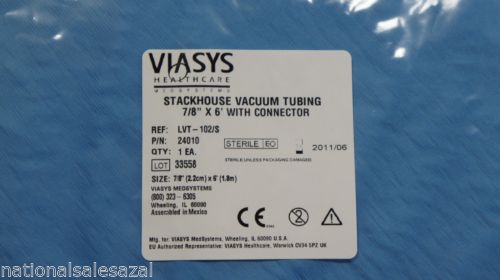 VIASYS
HEALTHCARE
MEDSYSTEMS
STACKHOUSE VACUUM TUBING
7/8" X 6' WITH CONNECTOR
REF: LVT-102/S
P/N: 24010
QTY: 1 EA.
LOT 33558
STERILE EO
2011/06
STERILE UNLESS PACKAGING DAMAGED.
SIZE: 7/8" (2.2cm) x 6' (1.8m)
VIASYS MEDSYSTEMS
(800) 323-6305
Wheeling, IL 60090
Assembled in Mexico
CE
2
Mfg. for: VIASYS MedSystems, Wheeling, IL 60090 U.S.A.
EU Authorized Representative: VIASYS Healthcare, Warwick CV34 5PZ UK
nationalsalesazal